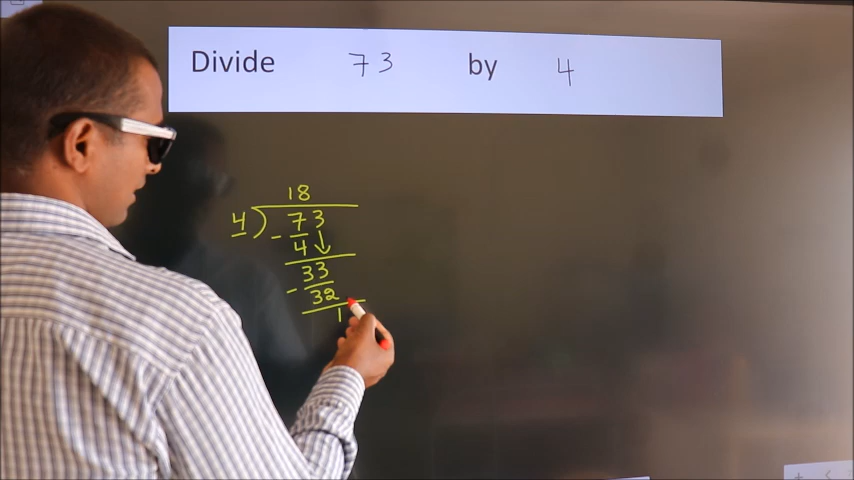 Divide 73 by 4
18
4 ) 73
- 4 ↓
33
- 32
1